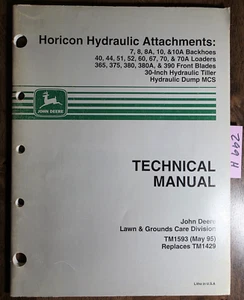 Horicon Hydraulic Attachments:
7, 8, 8A, 10, &10A Backhoes
40, 44, 51, 52, 60, 67, 70, & 70A Loaders
365, 375, 380, 380A, & 390 Front Blades
30-Inch Hydraulic Tiller
Hydraulic Dump MCS
JOHN DEERE
TECHNICAL
MANUAL
John Deere
Lawn & Grounds Care Division
TM1593 (May 95)
Replaces TM1429